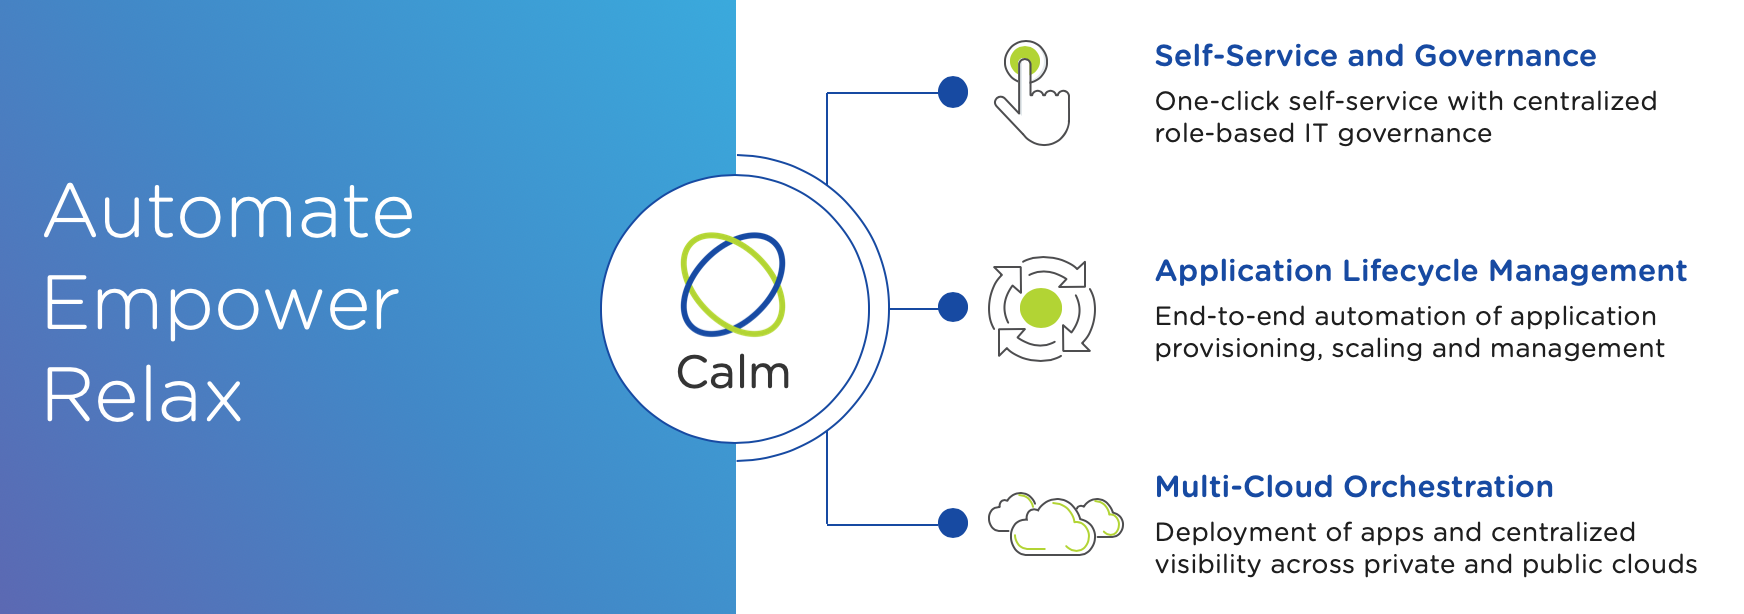 Automate
Empower
Relax
Calm
Self-Service and Governance
One-click self-service with centralized
role-based IT governance
Application Lifecycle Management
End-to-end automation of application
provisioning, scaling and management
Multi-Cloud Orchestration
Deployment of apps and centralized
visibility across private and public clouds